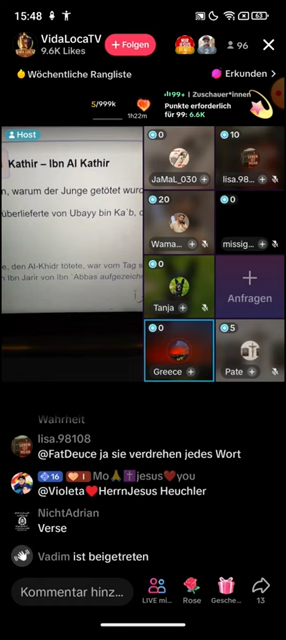 15:48
63
VidaLocaTV
9.6K Likes
+ Folgen
96
Wöchentliche Rangliste
Erkunden >
5/999k
1h22m
99+ | Zuschauer*innen
Punkte erforderlich
für 99: 6.6K
Host
Kathir – Ibn Al Kathir
n, warum der Junge getötet wurd
überlieferte von Ubayy bin Ka`b, d
e, den Al-Khidr tötete, war vom Tag s
Ibn Jarir von Ibn `Abbas aufgezeichn
0
JaMaL_030
10
lisa.98...
20
Wama...
0
missig...
0
Tanja
+
Anfragen
0
Greece
5
Pate
Wahrheit
lisa.98108
@FatDeuce ja sie verdrehen jedes Wort
16 1 Mo🙏✝️jesus❤️you
@Violeta❤️HerrnJesus Heuchler
NichtAdrian
Verse
Vadim ist beigetreten
Kommentar hinz...
LIVE mi...
Rose
Gesche...
13